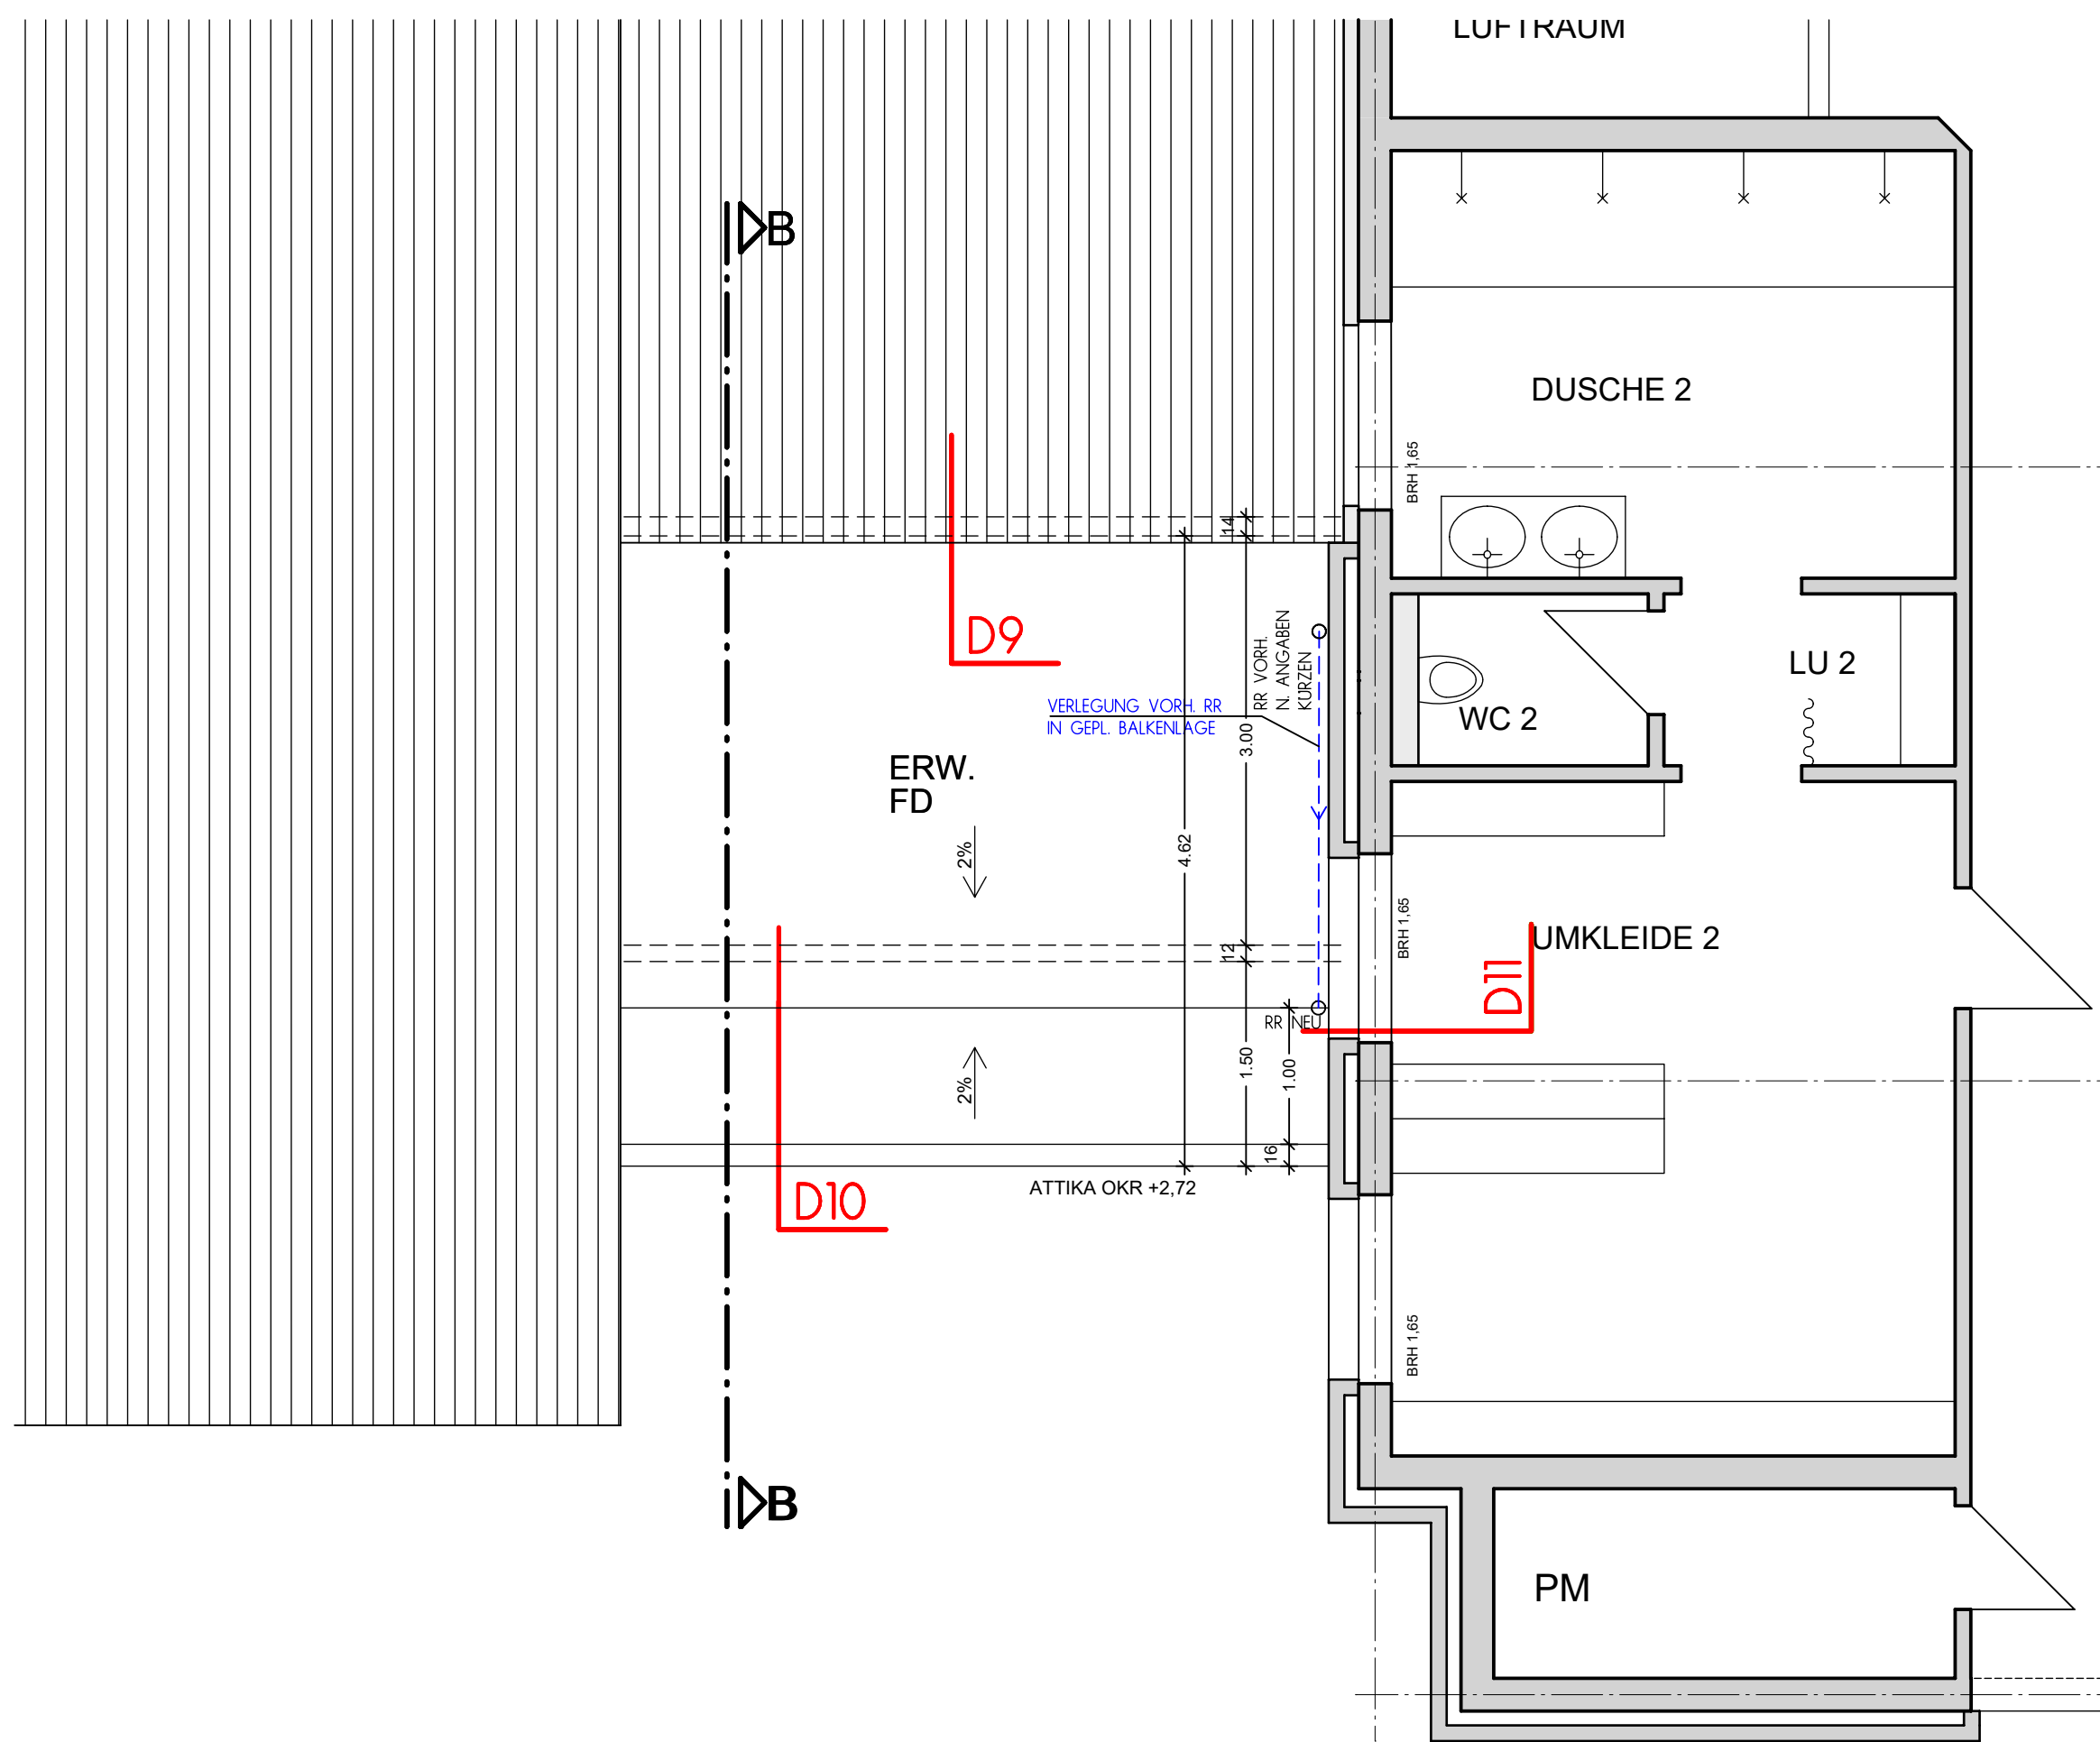 LUFTRAUM
B
DUSCHE 2
BRH 1,65
14
D9
RR VORH.
N. ANGABEN
KÜRZEN
LU 2
VERLEGUNG VORH. RR
IN GEPL. BALKENLAGE
WC 2
3.00
ERW.
FD
2%
4.62
BRH 1,65
UMKLEIDE 2
12
D11
RR NEU
2%
1.50
1.00
16
ATTIKA OKR +2,72
D10
BRH 1,65
B
PM